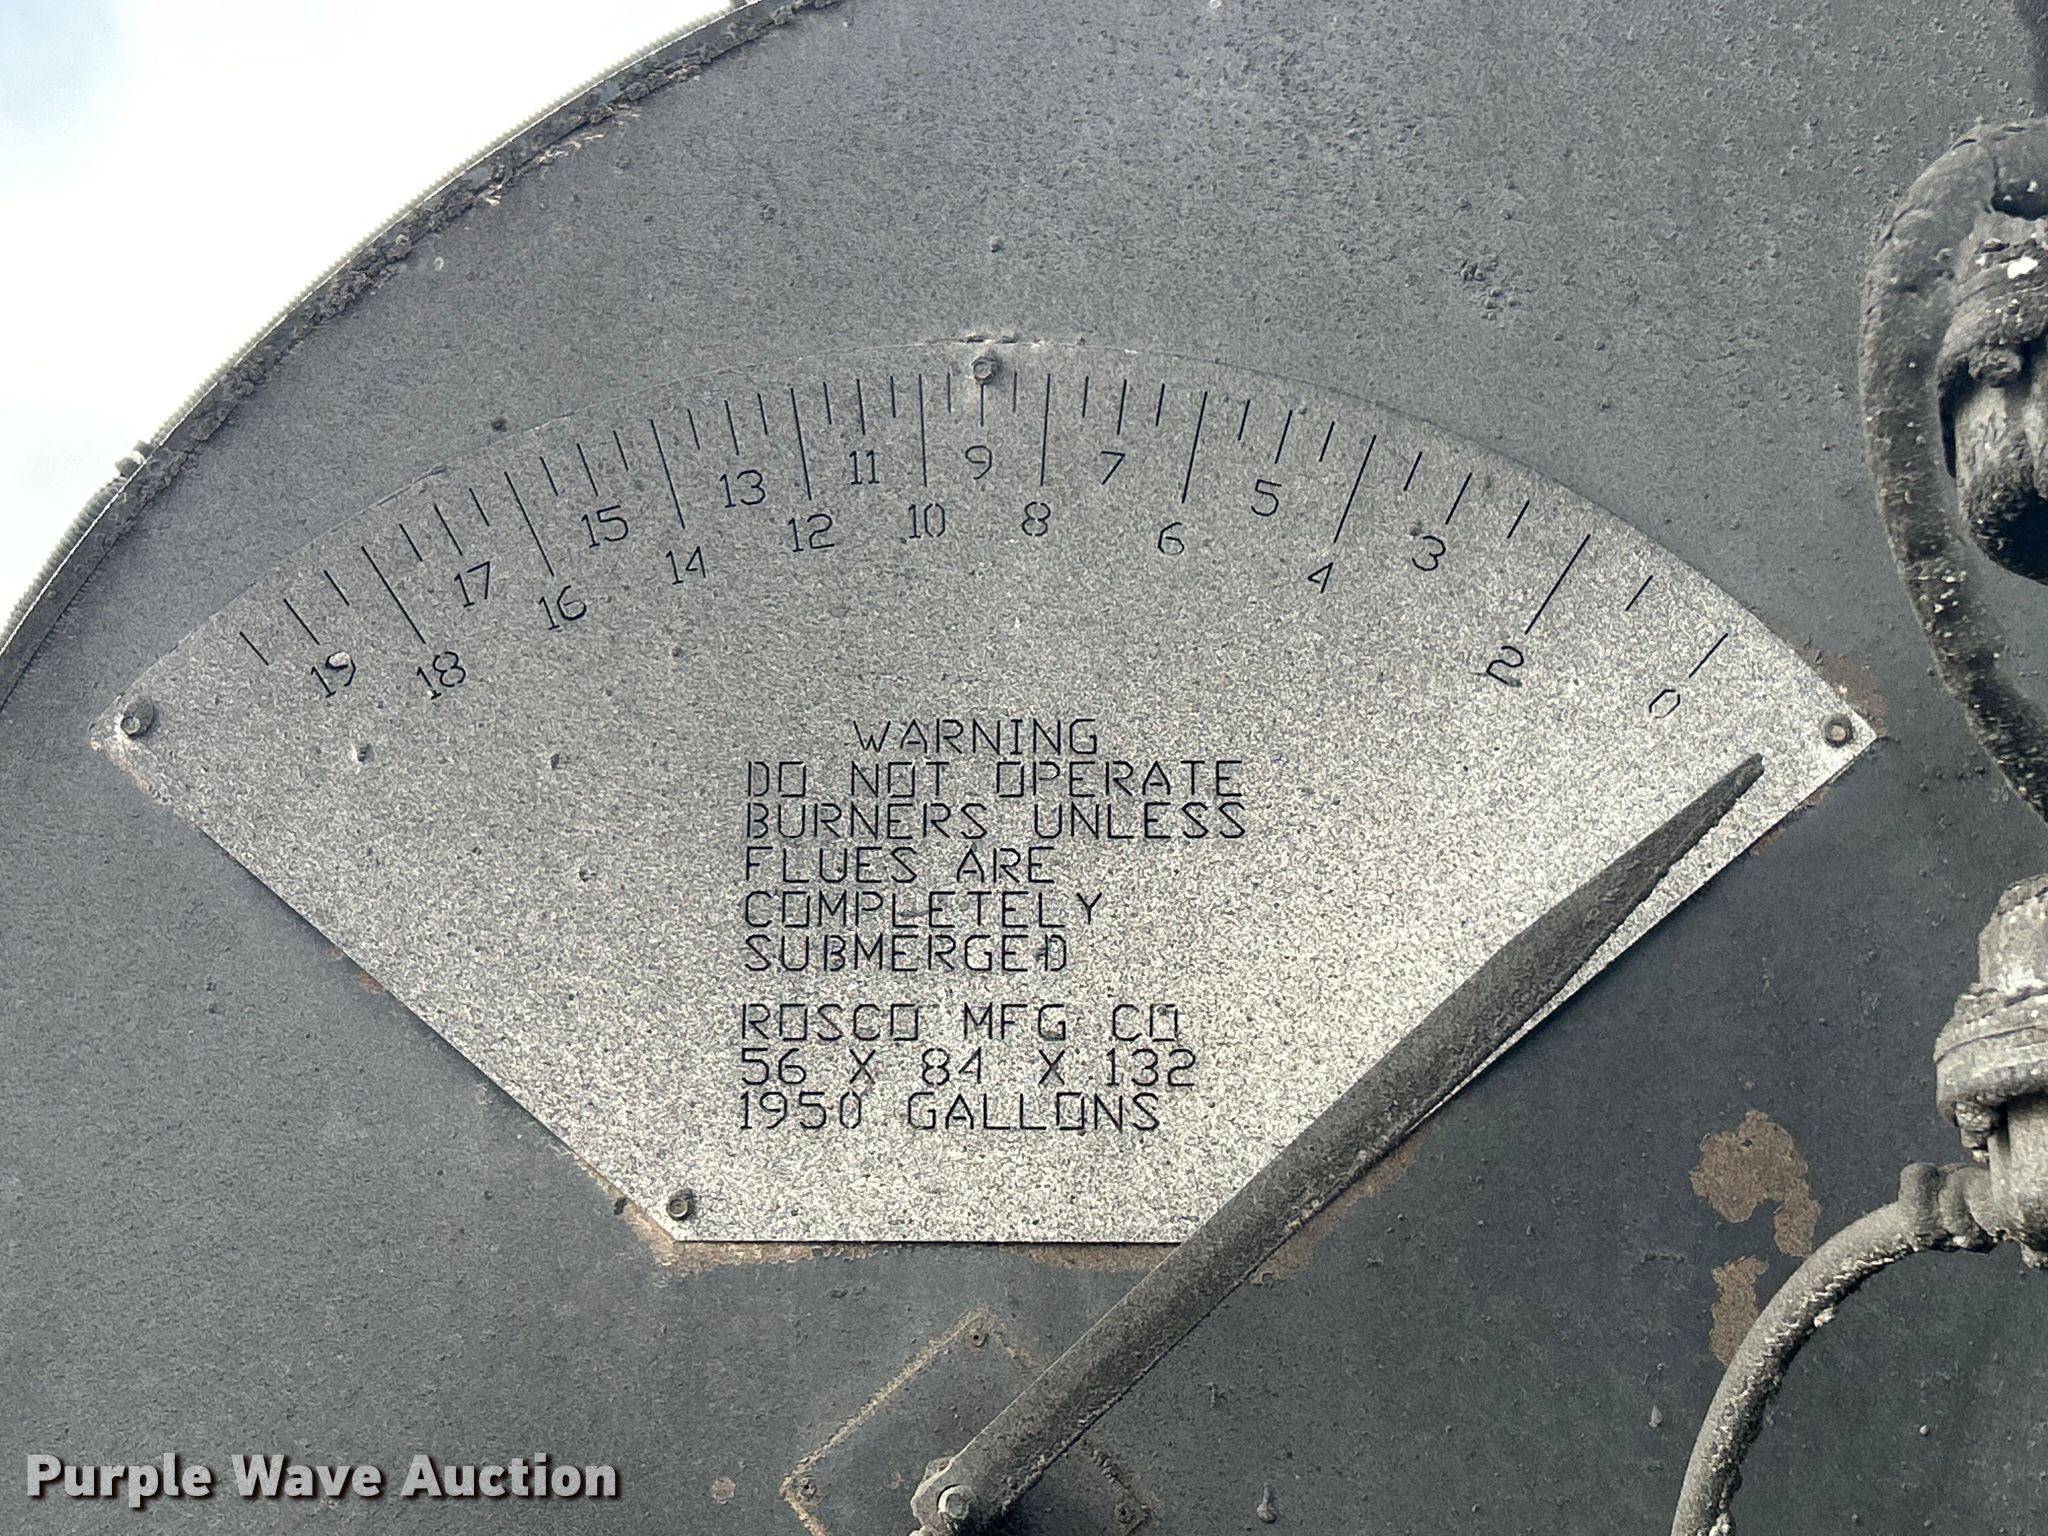 19 18 17 16 15 14 13 12 11 10 9 8 7 6 5 4 3 2 0
WARNING
DO NOT OPERATE
BURNERS UNLESS
FLUES ARE
COMPLETELY
SUBMERGED
ROSCO MFG CO
56 X 84 X 132
1950 GALLONS
Purple Wave Auction